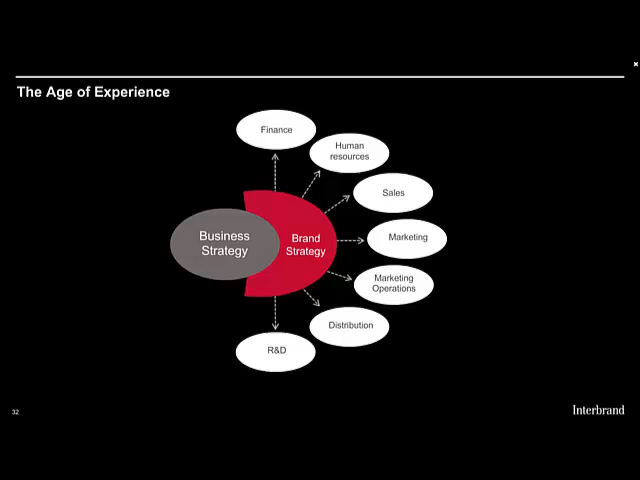 The Age of Experience
Finance
Human
resources
Sales
Business
Strategy
Brand
Strategy
Marketing
Marketing
Operations
Distribution
R&D
32
Interbrand